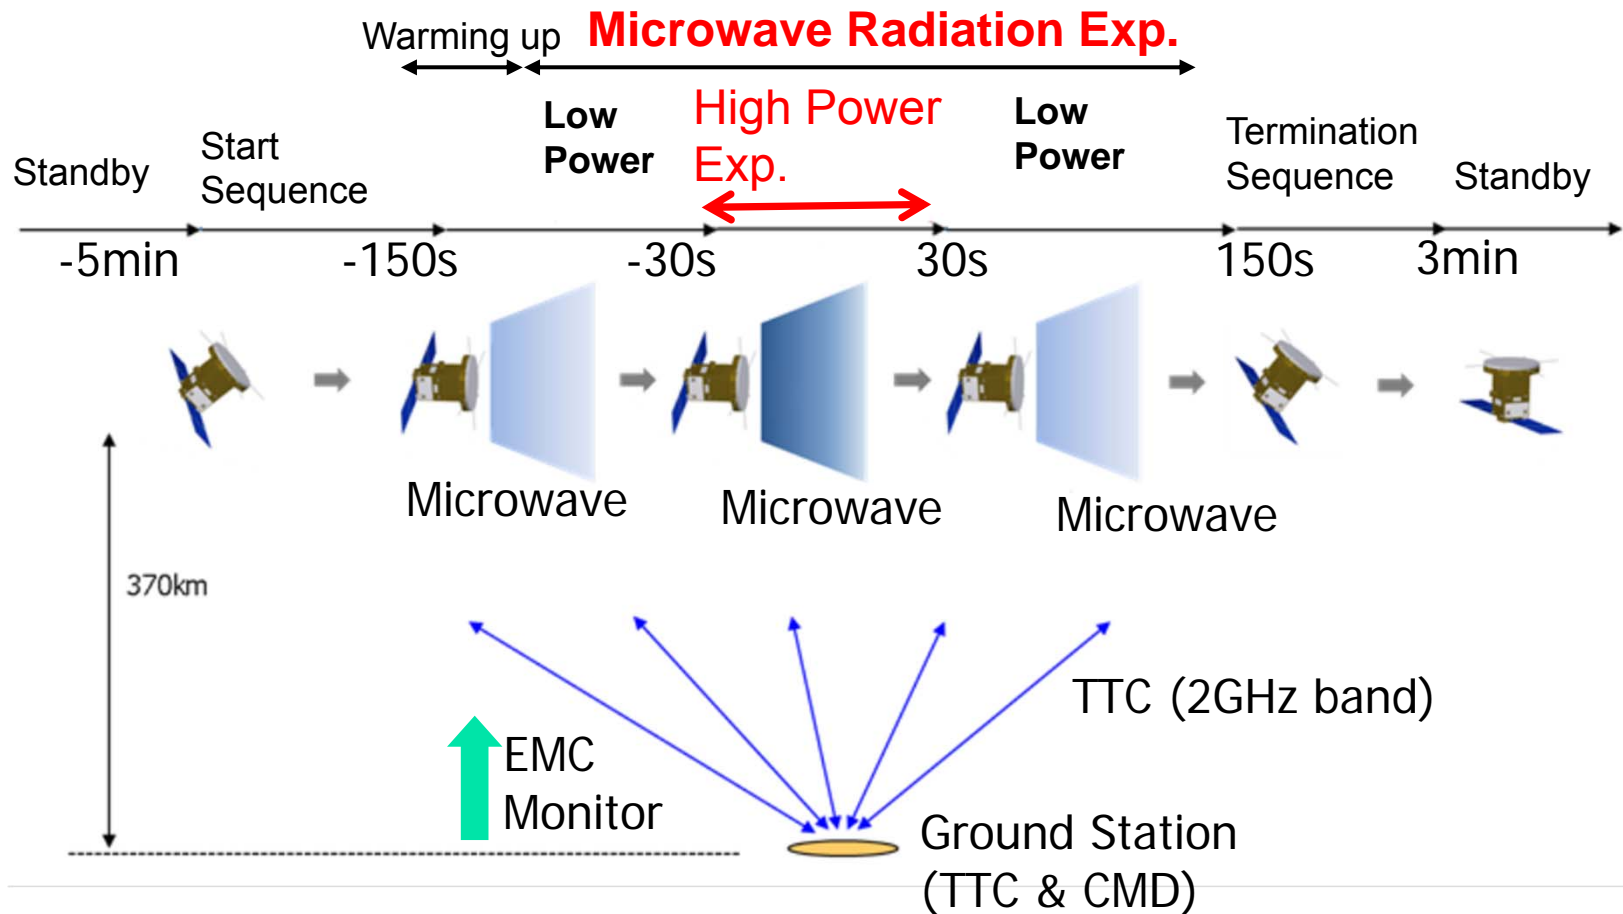 Warming up
Microwave Radiation Exp.
Standby
Start
Sequence
Low
Power
High Power
Exp.
Low
Power
Termination
Sequence
Standby
-5min
-150s
-30s
30s
150s
3min
Microwave
Microwave
Microwave
370km
TTC (2GHz band)
EMC
Monitor
Ground Station
(TTC & CMD)